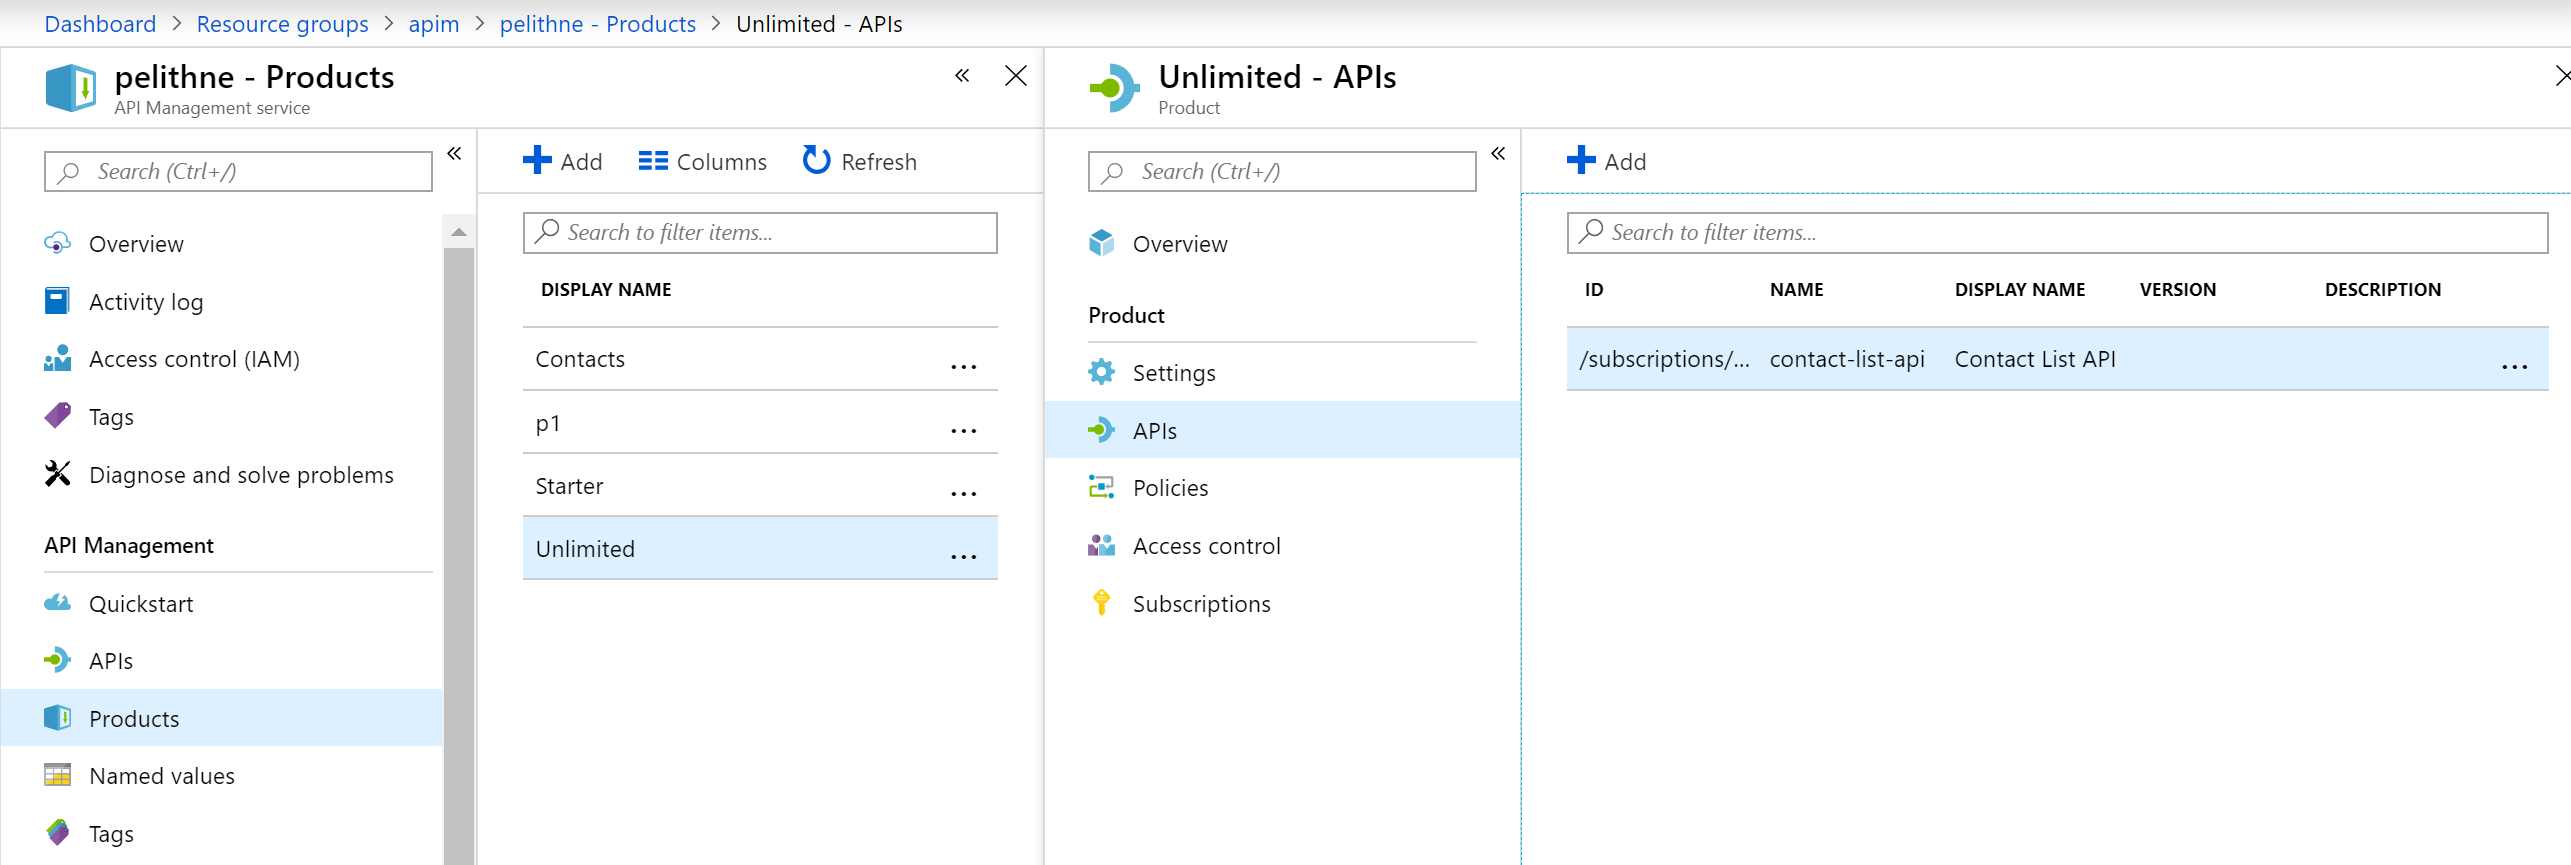 Dashboard > Resource groups > apim > pelithne - Products > Unlimited - APIs
pelithne - Products
API Management service
Search (Ctrl+/)
Overview
Activity log
Access control (IAM)
Tags
Diagnose and solve problems
API Management
Quickstart
APIs
Products
Named values
Tags
Add Columns Refresh
Search to filter items...
DISPLAY NAME
Contacts ...
p1 ...
Starter ...
Unlimited ...
Unlimited - APIs
Product
Search (Ctrl+/)
Overview
Product
Settings
APIs
Policies
Access control
Subscriptions
Add
Search to filter items...
ID NAME DISPLAY NAME VERSION DESCRIPTION
/subscriptions/... contact-list-api Contact List API ...